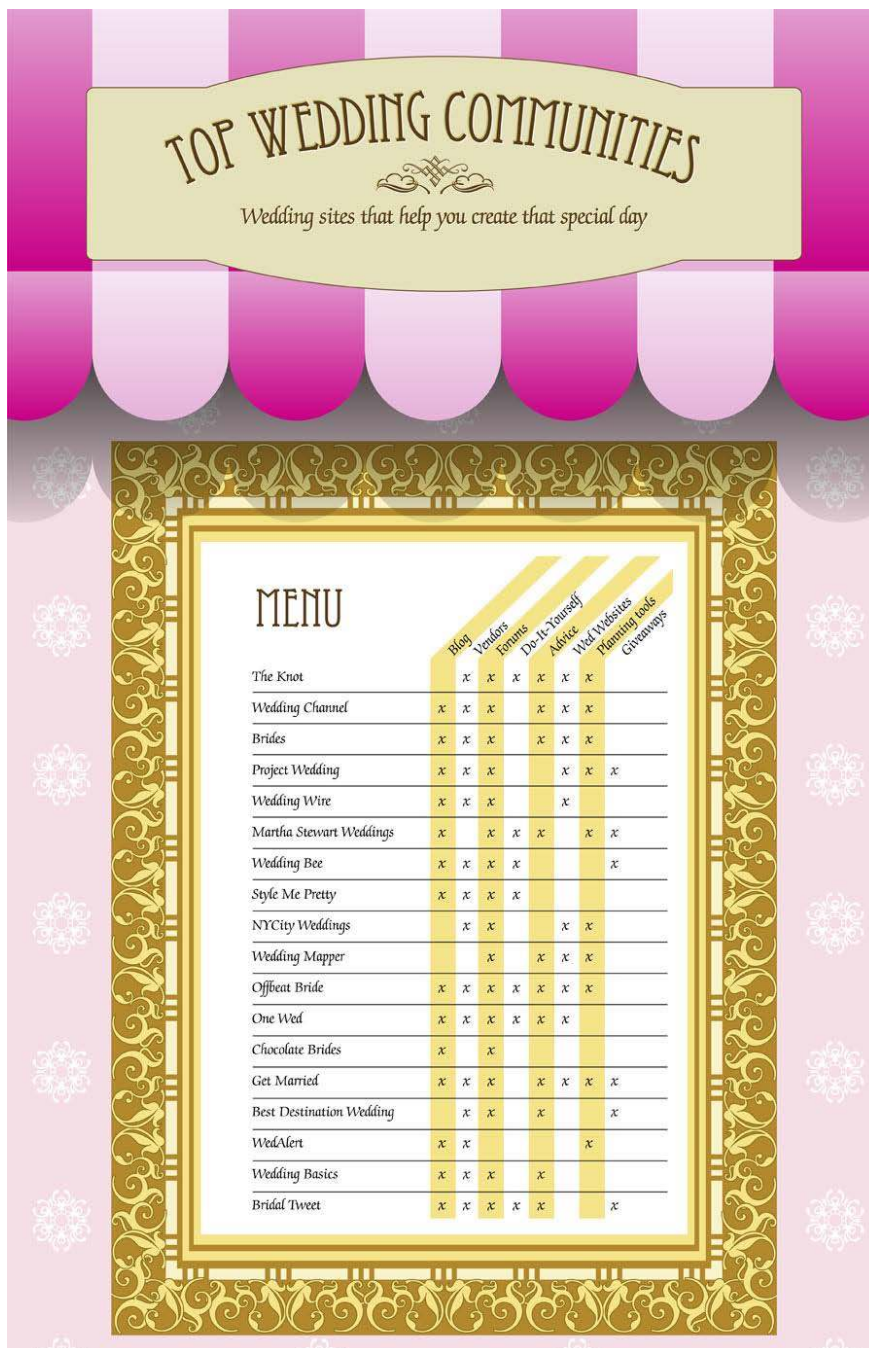 TOP WEDDING COMMUNITIES
Wedding sites that help you create that special day
MENU
Blog
Vendors
Forums
Do-It-Yourself
Advice
Wed Websites
Planning tools
Giveaways
The Knot x x x x x x
Wedding Channel x x x x x x
Brides x x x x x x
Project Wedding x x x x x x
Wedding Wire x x x x
Martha Stewart Weddings x x x x x x
Wedding Bee x x x x x
Style Me Pretty x x x x
NYCity Weddings x x x x
Wedding Mapper x x x x
Offbeat Bride x x x x x x x
One Wed x x x x x x
Chocolate Brides x x
Get Married x x x x x x x
Best Destination Wedding x x x x
WedAlert x x x
Wedding Basics x x x x
Bridal Tweet x x x x x x